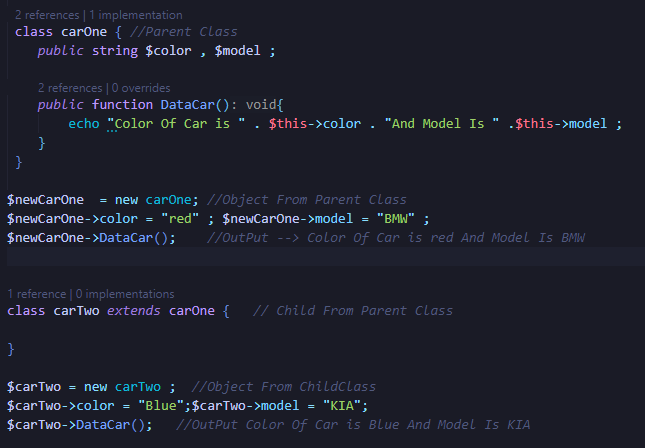 2 references | 1 implementation
class carOne { //Parent Class
public string $color , $model ;
2 references | 0 overrides
public function DataCar(): void{
echo "Color Of Car is " . $this->color . "And Model Is " .$this->model ;
}
}
$newCarOne = new carOne; //Object From Parent Class
$newCarOne->color = "red" ; $newCarOne->model = "BMW" ;
$newCarOne->DataCar(); //OutPut --> Color Of Car is red And Model Is BMW
1 reference | 0 implementations
class carTwo extends carOne { // Child From Parent Class
}
$carTwo = new carTwo ; //Object From ChildClass
$carTwo->color = "Blue";$carTwo->model = "KIA";
$carTwo->DataCar(); //OutPut Color Of Car is Blue And Model Is KIA